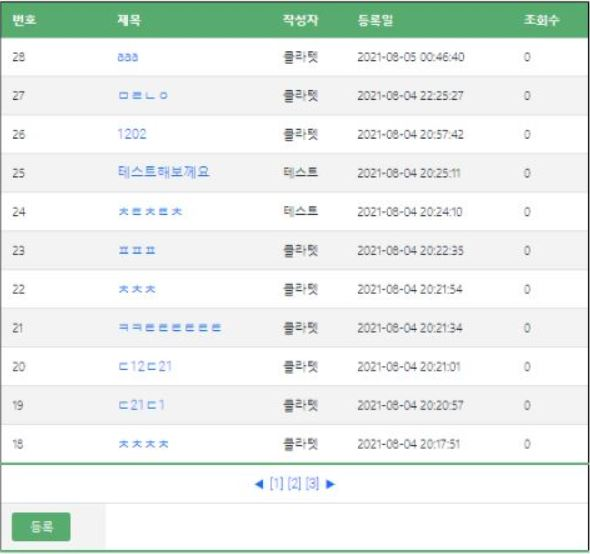 번호 제목 작성자 등록일 조회수
28 aaa 클라텟 2021-08-05 00:46:40 0
27 ㅁㄹㄴㅇ 클라텟 2021-08-04 22:25:27 0
26 1202 클라텟 2021-08-04 20:57:42 0
25 테스트해보께요 테스트 2021-08-04 20:25:11 0
24 ㅊㅌㅊㅌㅊ 테스트 2021-08-04 20:24:10 0
23 ㅍㅍㅍ 클라텟 2021-08-04 20:22:35 0
22 ㅊㅊㅊ 클라텟 2021-08-04 20:21:54 0
21 ㅋㅋㅌㅌㅌㅌㅌㅌ 클라텟 2021-08-04 20:21:34 0
20 ㄷ12ㄷ21 클라텟 2021-08-04 20:21:01 0
19 ㄷ21ㄷ1 클라텟 2021-08-04 20:20:57 0
18 ㅊㅊㅊㅊ 클라텟 2021-08-04 20:17:51 0
◀ [1] [2] [3] ▶
등록